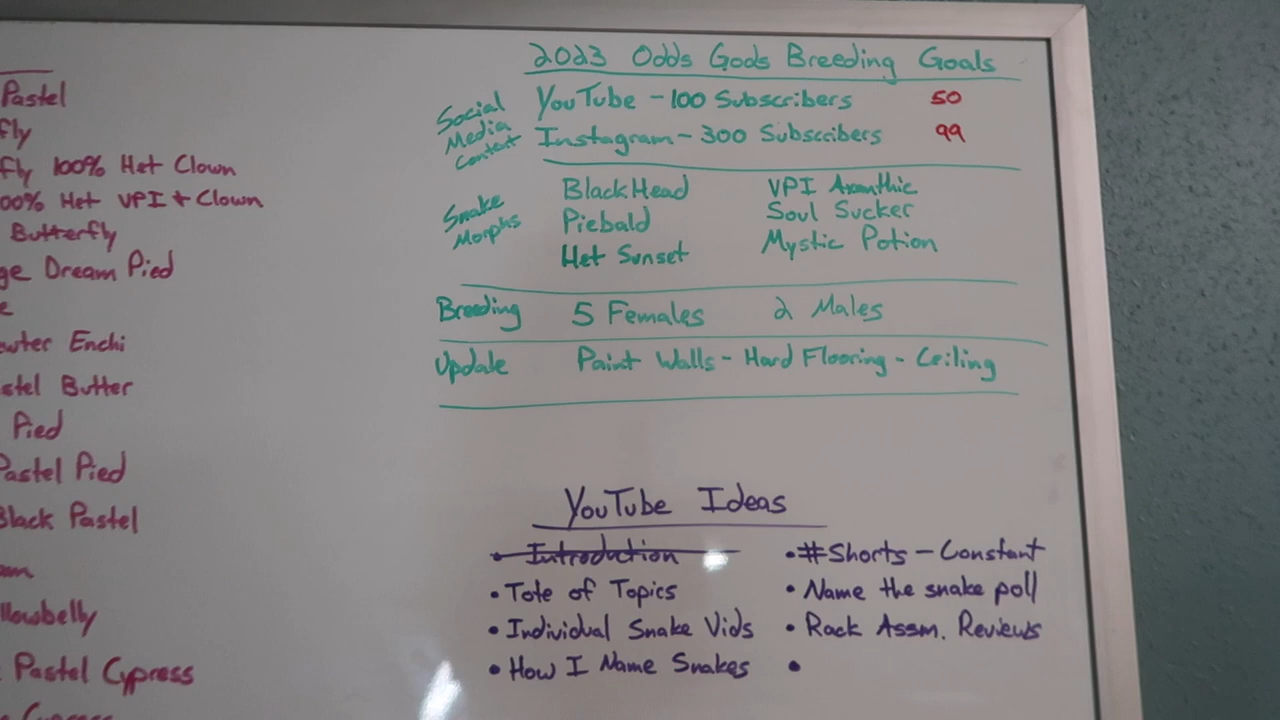 Pastel
fly
fly 100% Het Clown
00% Het VPI + Clown
Butterfly
ge Dream Pied
e
wter Enchi
stel Butter
Pied
Pastel Pied
Black Pastel
am
llowbelly
Pastel Cypress
Cypress
2023 Odds Gods Breeding Goals
Social Media Content
YouTube - 100 Subscribers 50
Instagram - 300 Subscribers 99
Snake Morphs
BlackHead VPI Axanthic
Piebald Soul Sucker
Het Sunset Mystic Potion
Breeding 5 Females 2 Males
Update Paint Walls - Hard Flooring - Ceiling
YouTube Ideas
• Introduction
• Tote of Topics
• Individual Snake Vids
• How I Name Snakes
• #Shorts - Constant
• Name the snake poll
• Rack Assm. Reviews
•